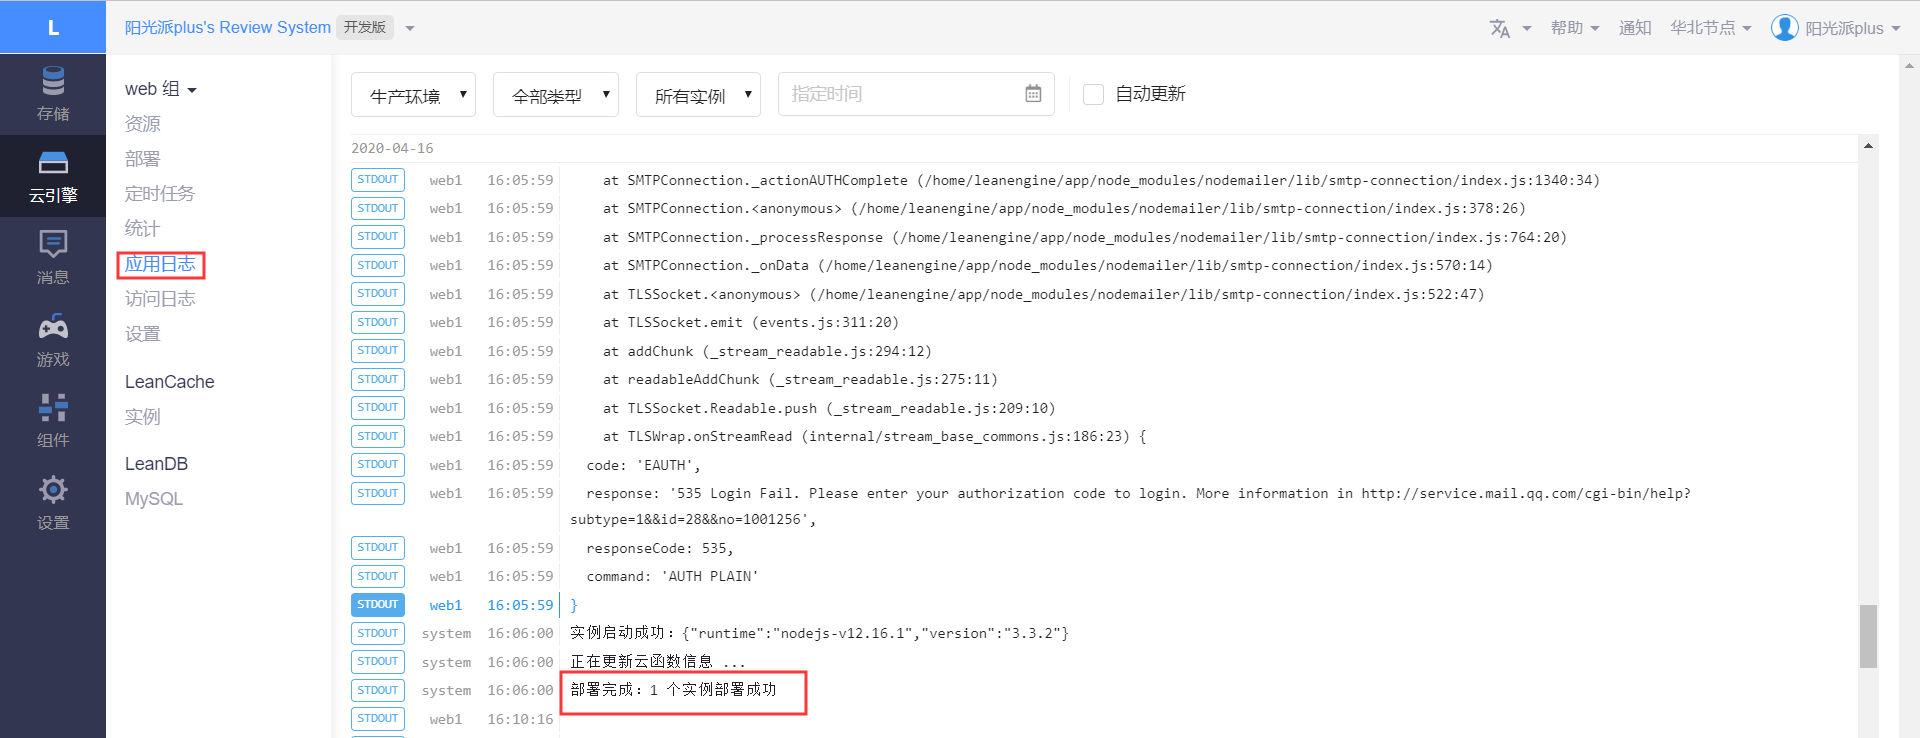 L
阳光派plus's Review System 开发版
帮助 通知 华北节点 阳光派plus
存储
云引擎
消息
游戏
组件
设置
web 组
资源
部署
定时任务
统计
应用日志
访问日志
设置
LeanCache
实例
LeanDB
MySQL
生产环境 全部类型 所有实例 指定时间 自动更新
2020-04-16
STDOUT web1 16:05:59 at SMTPConnection._actionAUTHComplete (/home/leanengine/app/node_modules/nodemailer/lib/smtp-connection/index.js:1340:34)
STDOUT web1 16:05:59 at SMTPConnection.<anonymous> (/home/leanengine/app/node_modules/nodemailer/lib/smtp-connection/index.js:378:26)
STDOUT web1 16:05:59 at SMTPConnection._processResponse (/home/leanengine/app/node_modules/nodemailer/lib/smtp-connection/index.js:764:20)
STDOUT web1 16:05:59 at SMTPConnection._onData (/home/leanengine/app/node_modules/nodemailer/lib/smtp-connection/index.js:570:14)
STDOUT web1 16:05:59 at TLSSocket.<anonymous> (/home/leanengine/app/node_modules/nodemailer/lib/smtp-connection/index.js:522:47)
STDOUT web1 16:05:59 at TLSSocket.emit (events.js:311:20)
STDOUT web1 16:05:59 at addChunk (_stream_readable.js:294:12)
STDOUT web1 16:05:59 at readableAddChunk (_stream_readable.js:275:11)
STDOUT web1 16:05:59 at TLSSocket.Readable.push (_stream_readable.js:209:10)
STDOUT web1 16:05:59 at TLSWrap.onStreamRead (internal/stream_base_commons.js:186:23) {
STDOUT web1 16:05:59 code: 'EAUTH',
STDOUT web1 16:05:59 response: '535 Login Fail. Please enter your authorization code to login. More information in http://service.mail.qq.com/cgi-bin/help?
subtype=1&&id=28&&no=1001256',
STDOUT web1 16:05:59 responseCode: 535,
STDOUT web1 16:05:59 command: 'AUTH PLAIN'
STDOUT web1 16:05:59 }
STDOUT system 16:06:00 实例启动成功：{"runtime":"nodejs-v12.16.1","version":"3.3.2"}
STDOUT system 16:06:00 正在更新云函数信息 ...
STDOUT system 16:06:00 部署完成：1 个实例部署成功
STDOUT web1 16:10:16